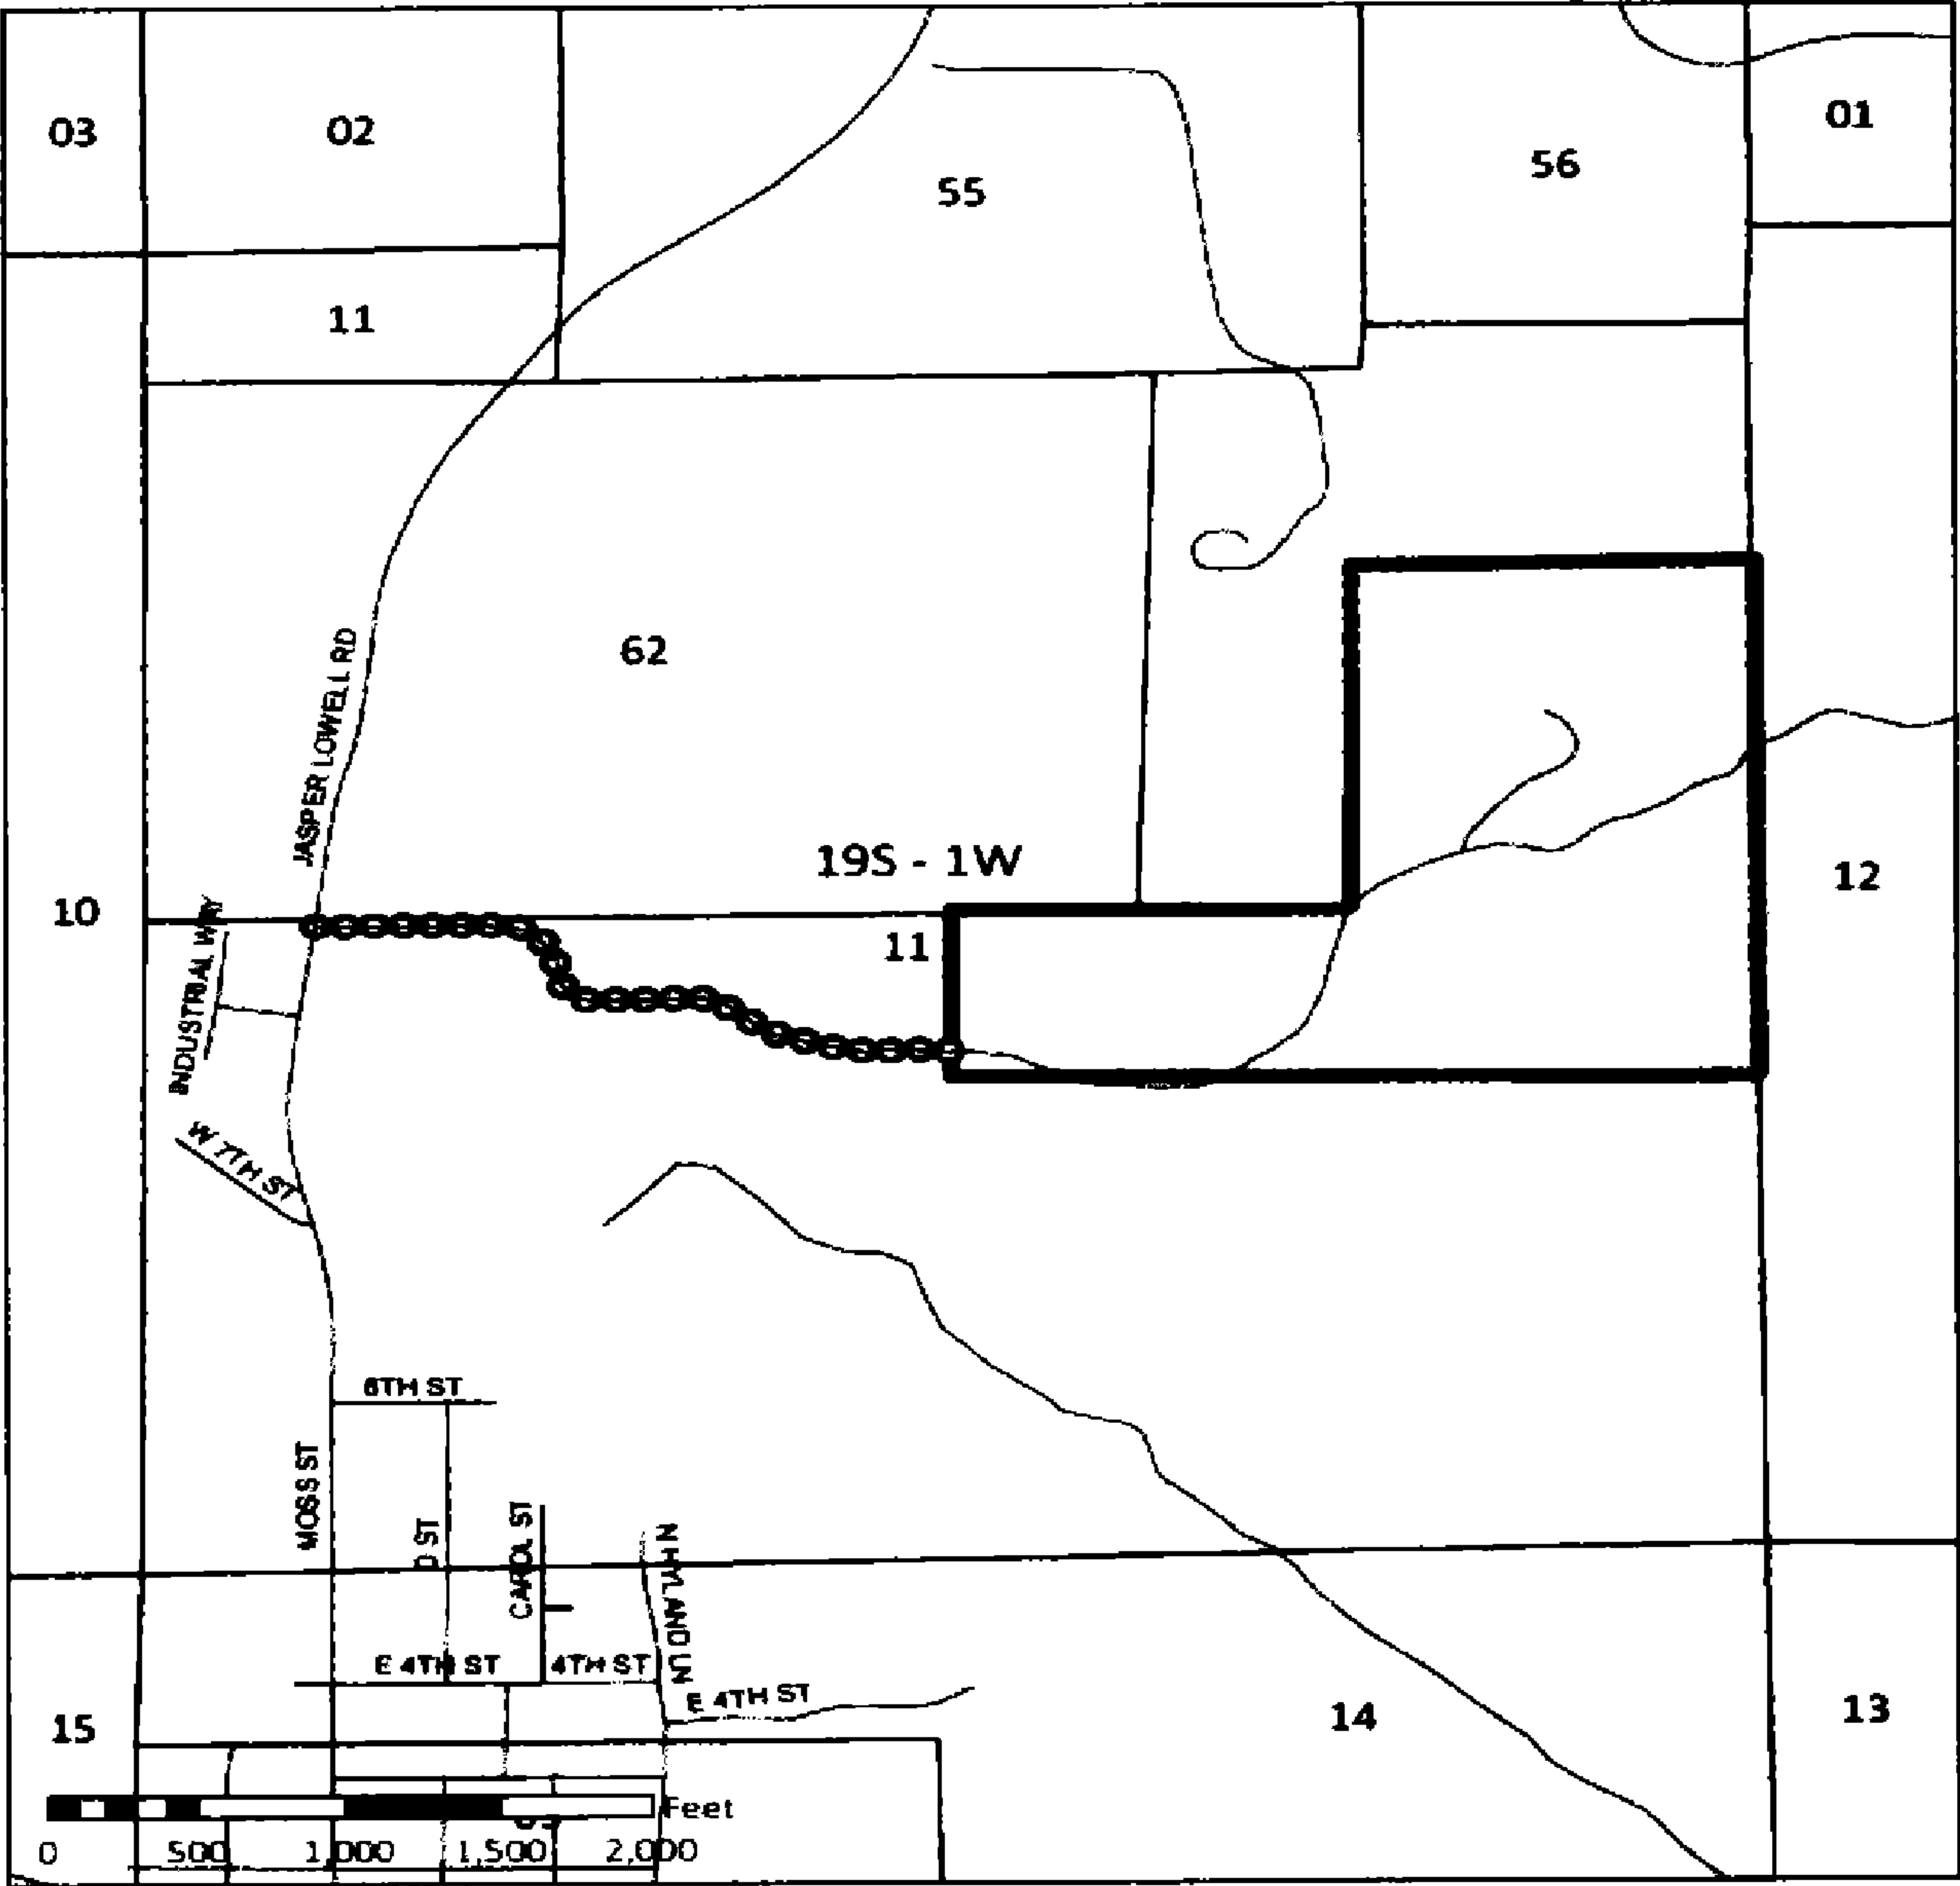 03
02
55
56
01
11
JASPER LOWELL RD
62
19S - 1W
10
INDUSTRIAL WAY
11
12
W 7TH ST
6TH ST
MOSS ST
D ST
CAROL ST
N HYLAND LN
E 4TH ST
4TH ST
E 4TH ST
15
14
13
Feet
0 500 1,000 1,500 2,000